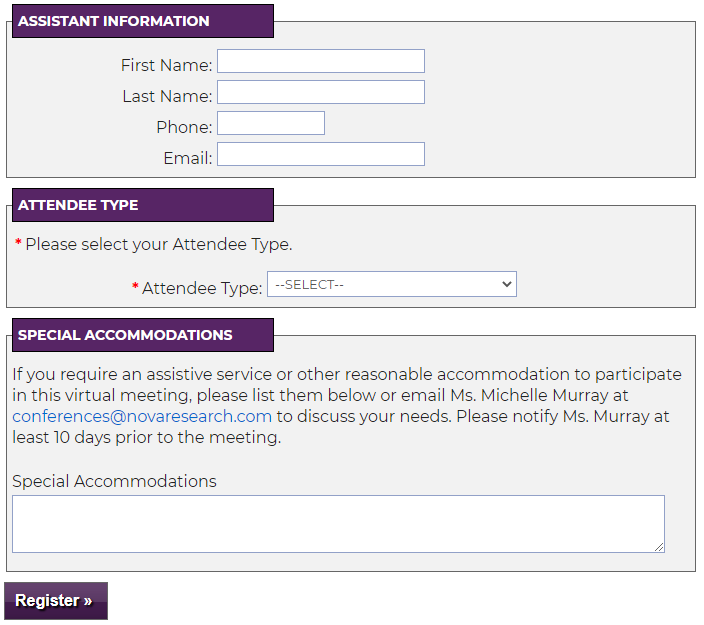 ASSISTANT INFORMATION
First Name:
Last Name:
Phone:
Email:
ATTENDEE TYPE
* Please select your Attendee Type.
* Attendee Type: --SELECT--
SPECIAL ACCOMMODATIONS
If you require an assistive service or other reasonable accommodation to participate
in this virtual meeting, please list them below or email Ms. Michelle Murray at
conferences@novaresearch.com to discuss your needs. Please notify Ms. Murray at
least 10 days prior to the meeting.
Special Accommodations
Register »